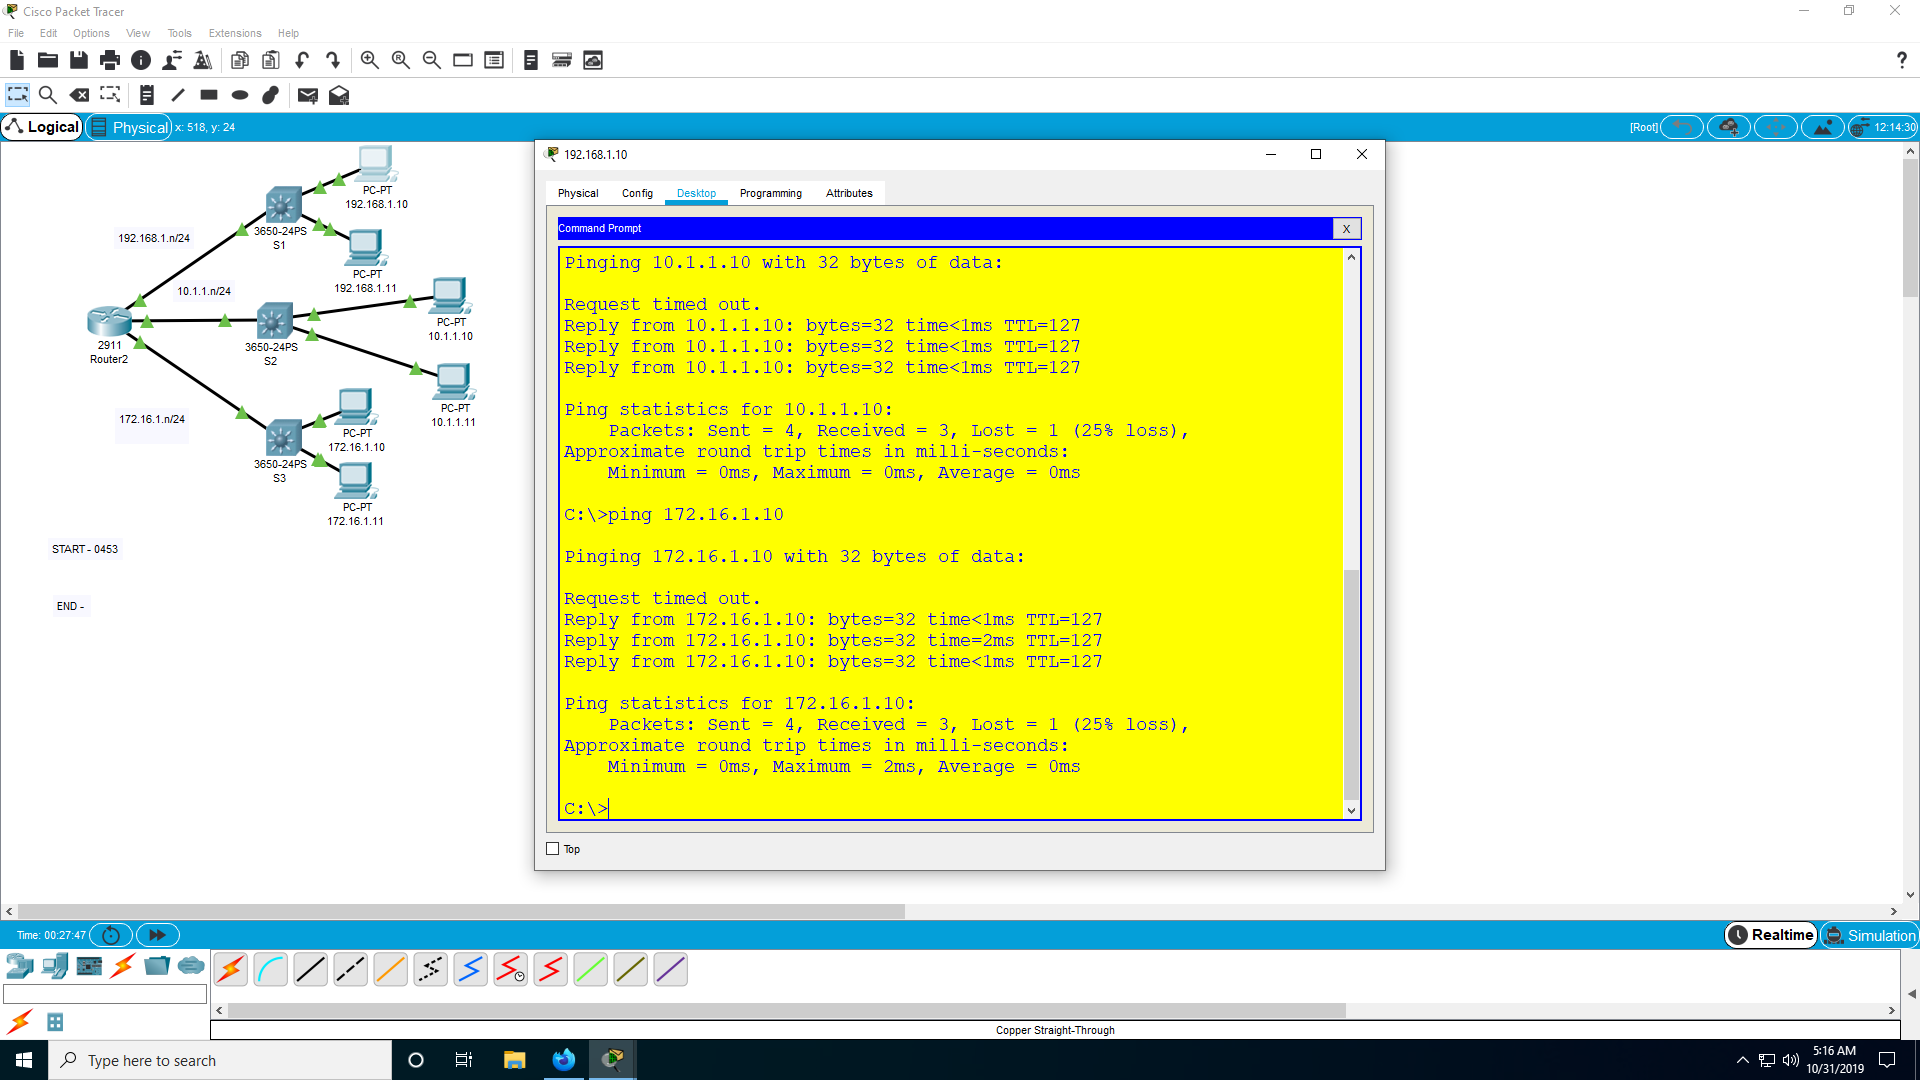 Cisco Packet Tracer
File Edit Options View Tools Extensions Help
?
Logical Physical x: 518, y: 24 [Root] 12:14:30
PC-PT
192.168.1.10
3650-24PS
S1
192.168.1.n/24
PC-PT
192.168.1.11
10.1.1.n/24
2911
Router2
3650-24PS
S2
PC-PT
10.1.1.10
PC-PT
10.1.1.11
172.16.1.n/24
PC-PT
172.16.1.10
3650-24PS
S3
PC-PT
172.16.1.11
START - 0453
END -
192.168.1.10
Physical Config Desktop Programming Attributes
Command Prompt X
Pinging 10.1.1.10 with 32 bytes of data:
Request timed out.
Reply from 10.1.1.10: bytes=32 time<1ms TTL=127
Reply from 10.1.1.10: bytes=32 time<1ms TTL=127
Reply from 10.1.1.10: bytes=32 time<1ms TTL=127
Ping statistics for 10.1.1.10:
Packets: Sent = 4, Received = 3, Lost = 1 (25% loss),
Approximate round trip times in milli-seconds:
Minimum = 0ms, Maximum = 0ms, Average = 0ms
C:\>ping 172.16.1.10
Pinging 172.16.1.10 with 32 bytes of data:
Request timed out.
Reply from 172.16.1.10: bytes=32 time<1ms TTL=127
Reply from 172.16.1.10: bytes=32 time=2ms TTL=127
Reply from 172.16.1.10: bytes=32 time<1ms TTL=127
Ping statistics for 172.16.1.10:
Packets: Sent = 4, Received = 3, Lost = 1 (25% loss),
Approximate round trip times in milli-seconds:
Minimum = 0ms, Maximum = 2ms, Average = 0ms
C:\>
Top
Time: 00:27:47 Realtime Simulation
Copper Straight-Through
Type here to search
5:16 AM
10/31/2019